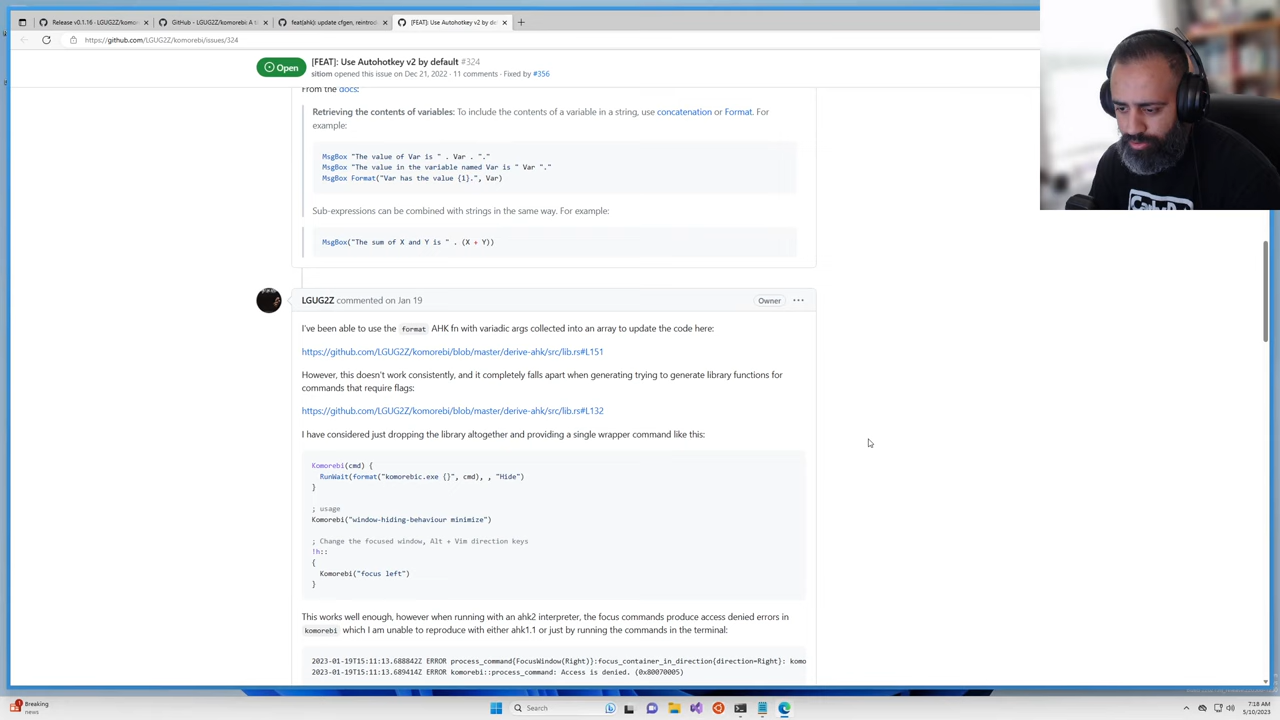 Release v0.1.16 · LGUG2Z/komo
GitHub - LGUG2Z/komorebi: A t
feat(ahk): update cfgen, reintrod
[FEAT]: Use Autohotkey v2 by de
https://github.com/LGUG2Z/komorebi/issues/324
Open
[FEAT]: Use Autohotkey v2 by default #324
sitiom opened this issue on Dec 21, 2022 · 11 comments · Fixed by #356
From the docs:
Retrieving the contents of variables: To include the contents of a variable in a string, use concatenation or Format. For
example:
MsgBox "The value of Var is " . Var . "."
MsgBox "The value in the variable named Var is " Var "."
MsgBox Format("Var has the value {1}.", Var)
Sub-expressions can be combined with strings in the same way. For example:
MsgBox("The sum of X and Y is " . (X + Y))
LGUG2Z commented on Jan 19
Owner
I've been able to use the format AHK fn with variadic args collected into an array to update the code here:
https://github.com/LGUG2Z/komorebi/blob/master/derive-ahk/src/lib.rs#L151
However, this doesn't work consistently, and it completely falls apart when generating trying to generate library functions for
commands that require flags:
https://github.com/LGUG2Z/komorebi/blob/master/derive-ahk/src/lib.rs#L132
I have considered just dropping the library altogether and providing a single wrapper command like this:
Komorebi(cmd) {
RunWait(format("komorebic.exe {}", cmd), , "Hide")
}
; usage
Komorebi("window-hiding-behaviour minimize")
; Change the focused window, Alt + Vim direction keys
!h::
{
Komorebi("focus left")
}
This works well enough, however when running with an ahk2 interpreter, the focus commands produce access denied errors in
komorebi which I am unable to reproduce with either ahk1.1 or just by running the commands in the terminal:
2023-01-19T15:11:13.688842Z ERROR process_command{FocusWindow(Right)}:focus_container_in_direction{direction=Right}: komo
2023-01-19T15:11:13.689414Z ERROR komorebi::process_command: Access is denied. (0x80070005)
Breaking
news
Search
7:18 AM
5/10/2023